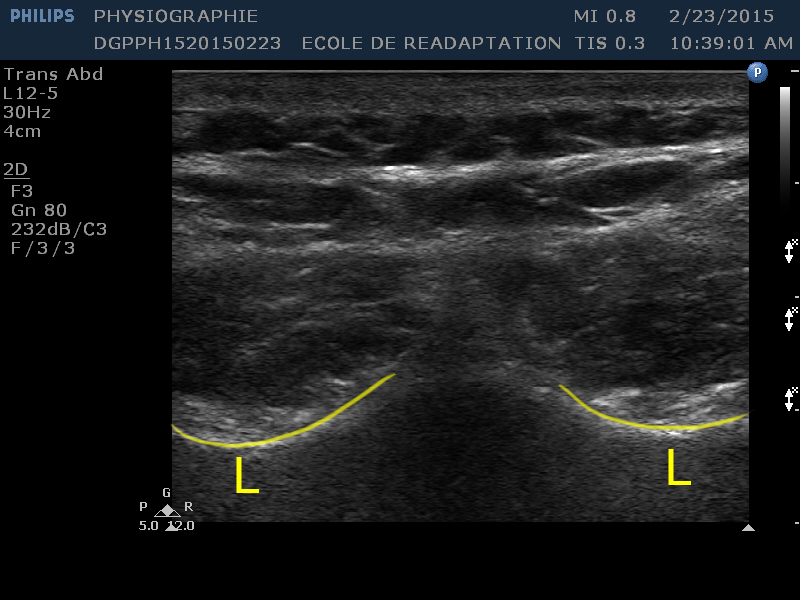 PHILIPS PHYSIOGRAPHIE MI 0.8 2/23/2015
DGPPH1520150223 ECOLE DE READAPTATION TIS 0.3 10:39:01 AM
Trans Abd
L12-5
30Hz
4cm
2D
F3
Gn 80
232dB/C3
F/3/3
P
L
L
G
P R
5.0 12.0